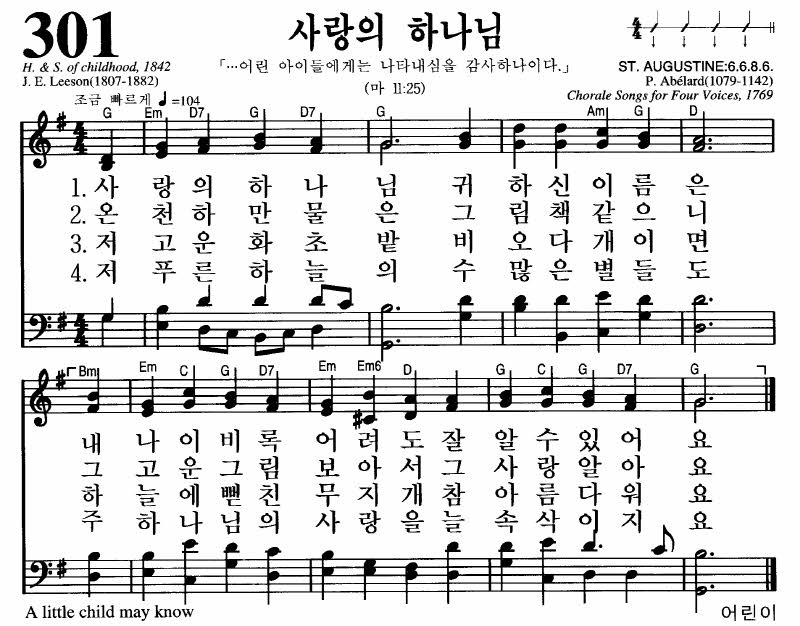 301
사랑의 하나님
H. & S. of childhood, 1842
J. E. Leeson(1807-1882)
「…어린 아이들에게는 나타내심을 감사하나이다.」
(마 11:25)
ST. AUGUSTINE:6.6.8.6.
P. Abélard(1079-1142)
Chorale Songs for Four Voices, 1769
조금 빠르게 ♩=104
G Em D7 G G Am G D
1. 사 랑 의 하 나 님 귀 하 신 이 름 은
2. 온 천 하 만 물 은 그 림 책 같 으 니
3. 저 고 운 화 초 밭 비 오 다 개 이 면
4. 저 푸 른 하 늘 의 수 많 은 별 들 도
Bm Em C G D7 Em Em6 D G C G D7 G
내 나 이 비 록 어 려 도 잘 알 수 있 어 요
그 고 운 그 림 보 아 서 그 사 랑 알 아 요
하 늘 에 뻗 친 무 지 개 참 아 름 다 워 요
주 하 나 님 의 사 랑 을 늘 속 삭 이 지 요
A little child may know
어린이